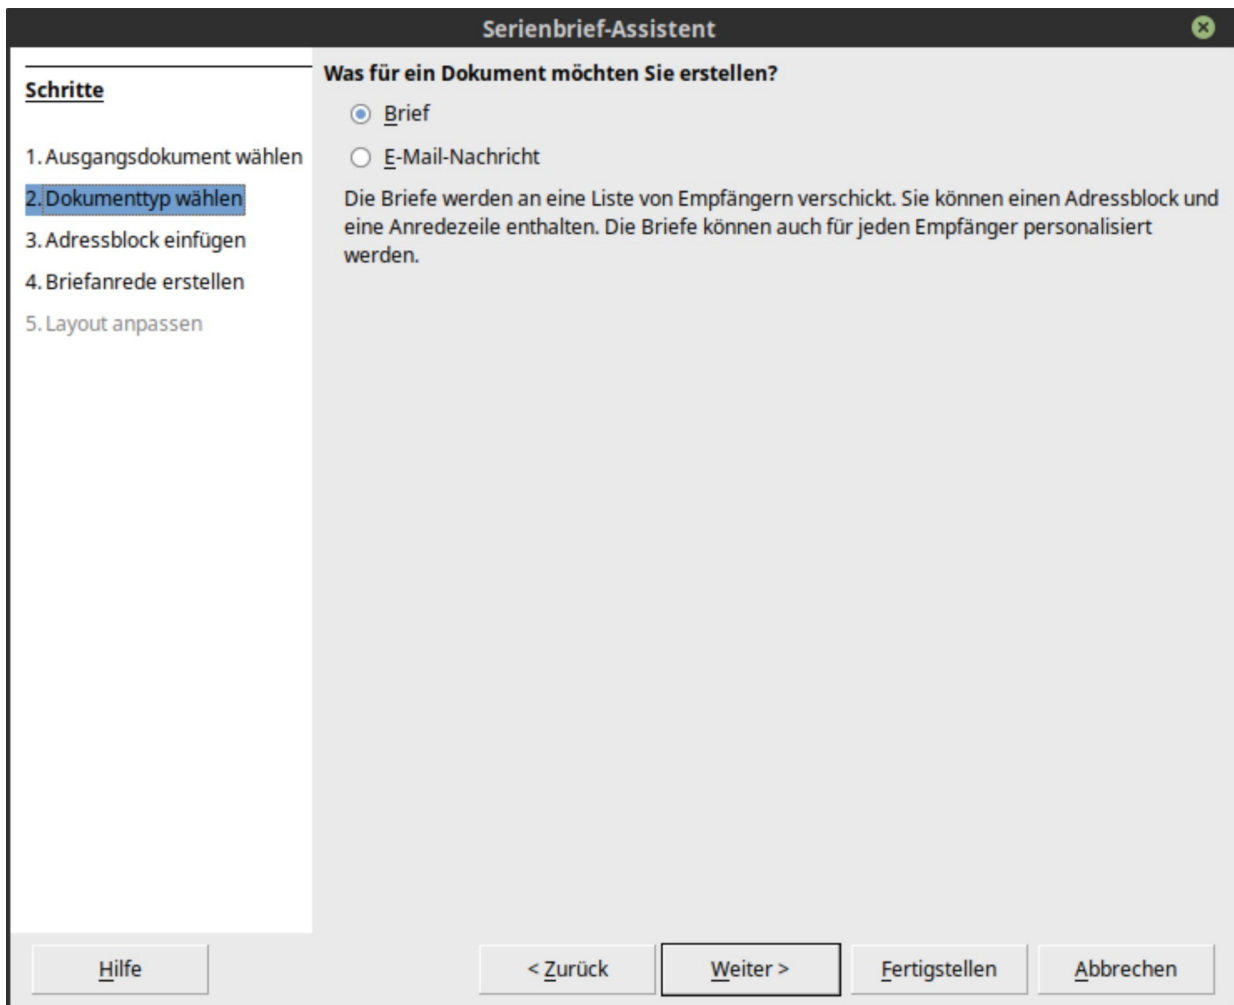 Serienbrief-Assistent
Schritte
1. Ausgangsdokument wählen
2. Dokumenttyp wählen
3. Adressblock einfügen
4. Briefanrede erstellen
5. Layout anpassen
Was für ein Dokument möchten Sie erstellen?
Brief
E-Mail-Nachricht
Die Briefe werden an eine Liste von Empfängern verschickt. Sie können einen Adressblock und
eine Anredezeile enthalten. Die Briefe können auch für jeden Empfänger personalisiert
werden.
Hilfe
< Zurück
Weiter >
Fertigstellen
Abbrechen